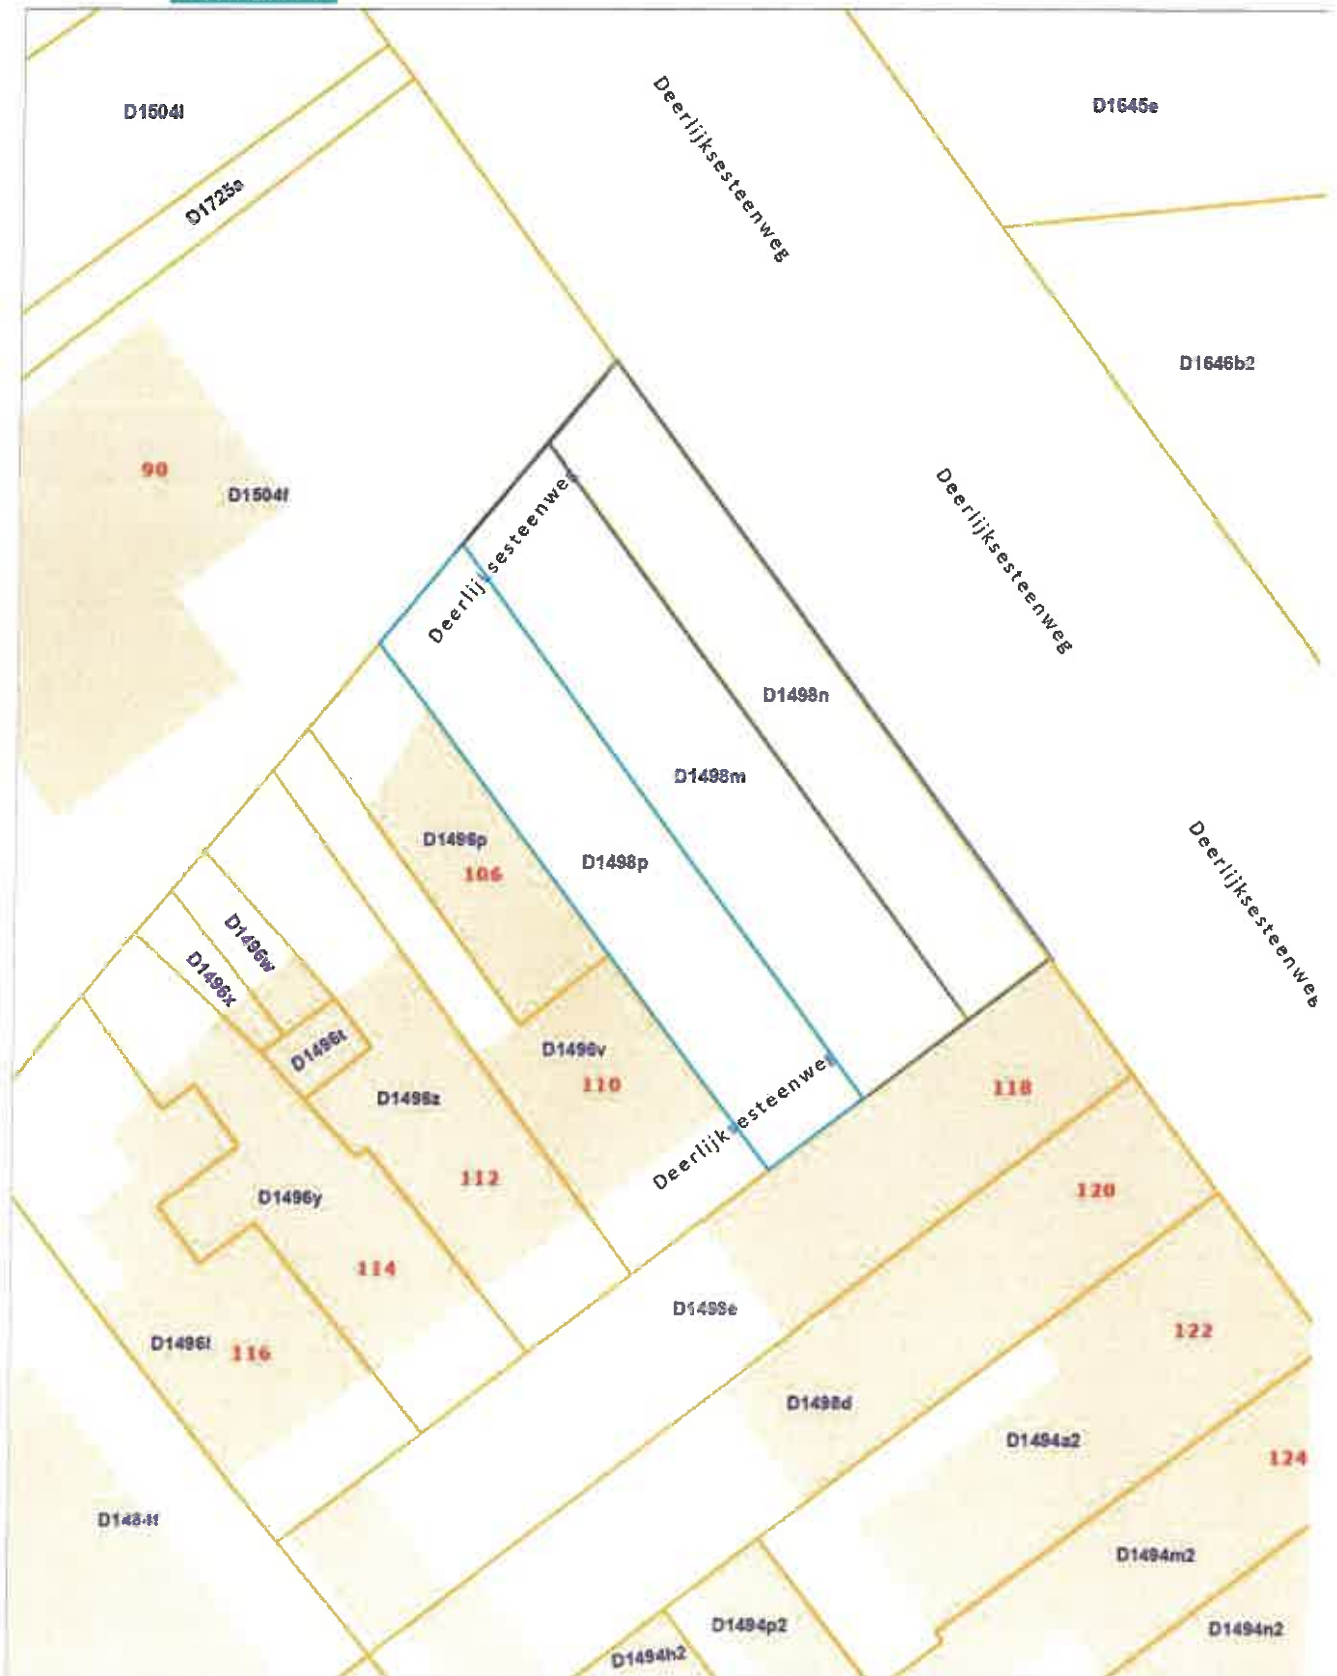 D1504l
Deerlijksesteenweg
D1645e
D1725a
D1646b2
90
D1504f
Deerlijksesteenweg
Deerlijksesteenweg
D1498n
D1498m
D1496p
106
D1498p
Deerlijksesteenweg
D1496w
D1496x
D1496t
D1496v
110
D1496z
118
112
Deerlijksesteenweg
120
D1496y
114
D1498e
D1496l
116
122
D1498d
D1494a2
124
D1494m2
D1494p2
D1494n2
D1494h2